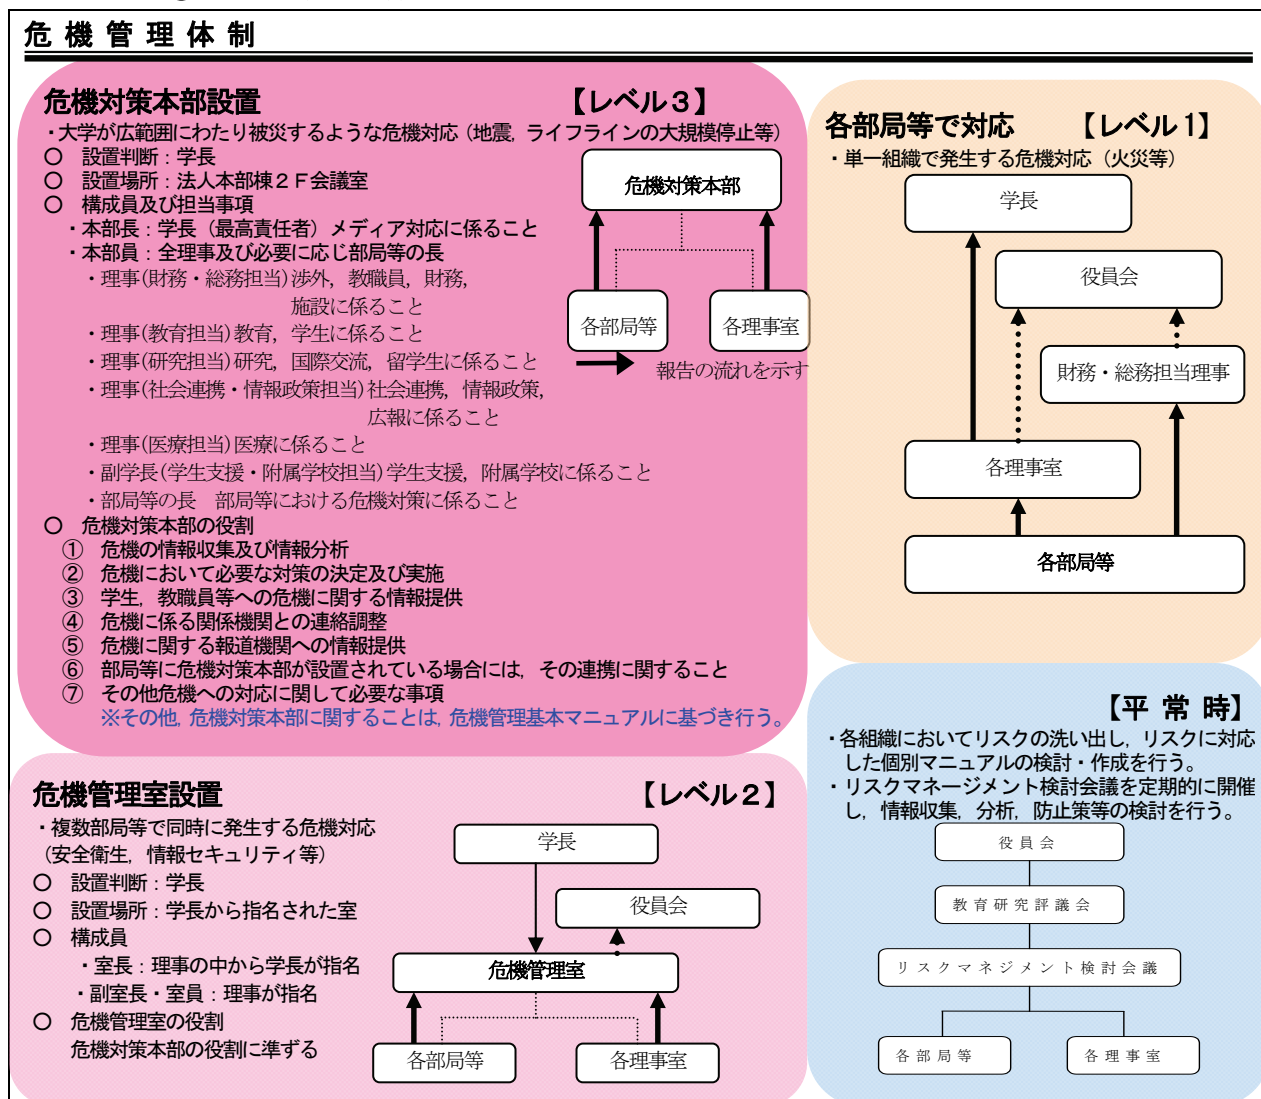 危機管理体制
危機対策本部設置 【レベル３】
・大学が広範囲にわたり被災するような危機対応（地震，ライフラインの大規模停止等）
○ 設置判断：学長
○ 設置場所：法人本部棟２Ｆ会議室
○ 構成員及び担当事項
・本部長：学長（最高責任者）メディア対応に係ること
・本部員：全理事及び必要に応じ部局等の長
・理事(財務・総務担当)渉外，教職員，財務，
施設に係ること
・理事(教育担当)教育，学生に係ること
・理事(研究担当)研究，国際交流，留学生に係ること
・理事(社会連携・情報政策担当)社会連携，情報政策，
広報に係ること
・理事(医療担当)医療に係ること
・副学長(学生支援・附属学校担当)学生支援，附属学校に係ること
・部局等の長 部局等における危機対策に係ること
○ 危機対策本部の役割
① 危機の情報収集及び情報分析
② 危機において必要な対策の決定及び実施
③ 学生，教職員等への危機に関する情報提供
④ 危機に係る関係機関との連絡調整
⑤ 危機に関する報道機関への情報提供
⑥ 部局等に危機対策本部が設置されている場合には，その連携に関すること
⑦ その他危機への対応に関して必要な事項
※その他，危機対策本部に関することは，危機管理基本マニュアルに基づき行う。
危機対策本部
各部局等
各理事室
報告の流れを示す
各部局等で対応 【レベル１】
・単一組織で発生する危機対応（火災等）
学長
役員会
財務・総務担当理事
各理事室
各部局等
危機管理室設置 【レベル２】
・複数部局等で同時に発生する危機対応
（安全衛生，情報セキュリティ等）
○ 設置判断：学長
○ 設置場所：学長から指名された室
○ 構成員
・室長：理事の中から学長が指名
・副室長・室員：理事が指名
○ 危機管理室の役割
危機対策本部の役割に準ずる
学長
役員会
危機管理室
各部局等
各理事室
【平 常 時】
・各組織においてリスクの洗い出し，リスクに対応
した個別マニュアルの検討・作成を行う。
・リスクマネージメント検討会議を定期的に開催
し，情報収集，分析，防止策等の検討を行う。
役員会
教育研究評議会
リスクマネジメント検討会議
各部局等
各理事室